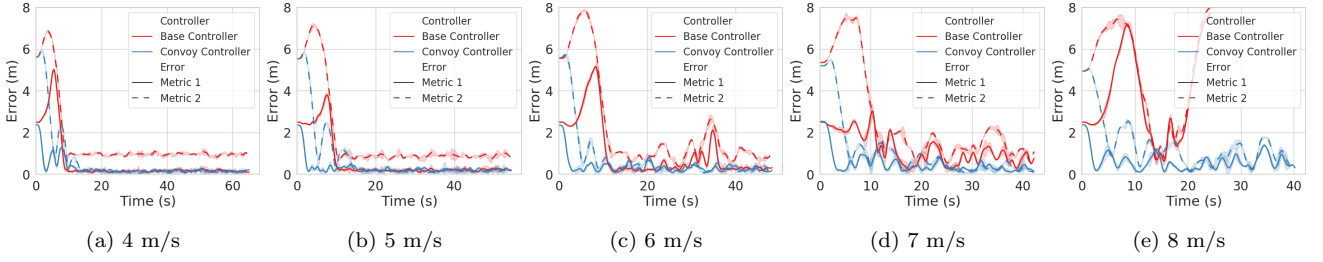 8
6
4
2
0
Error (m)
0 20 40 60
Time (s)
Controller
Base Controller
Convoy Controller
Error
Metric 1
Metric 2
(a) 4 m/s
8
6
4
2
0
Error (m)
0 20 40
Time (s)
Controller
Base Controller
Convoy Controller
Error
Metric 1
Metric 2
(b) 5 m/s
8
6
4
2
0
Error (m)
0 20 40
Time (s)
Controller
Base Controller
Convoy Controller
Error
Metric 1
Metric 2
(c) 6 m/s
8
6
4
2
0
Error (m)
0 10 20 30 40
Time (s)
Controller
Base Controller
Convoy Controller
Error
Metric 1
Metric 2
(d) 7 m/s
8
6
4
2
0
Error (m)
0 10 20 30 40
Time (s)
Controller
Base Controller
Convoy Controller
Error
Metric 1
Metric 2
(e) 8 m/s